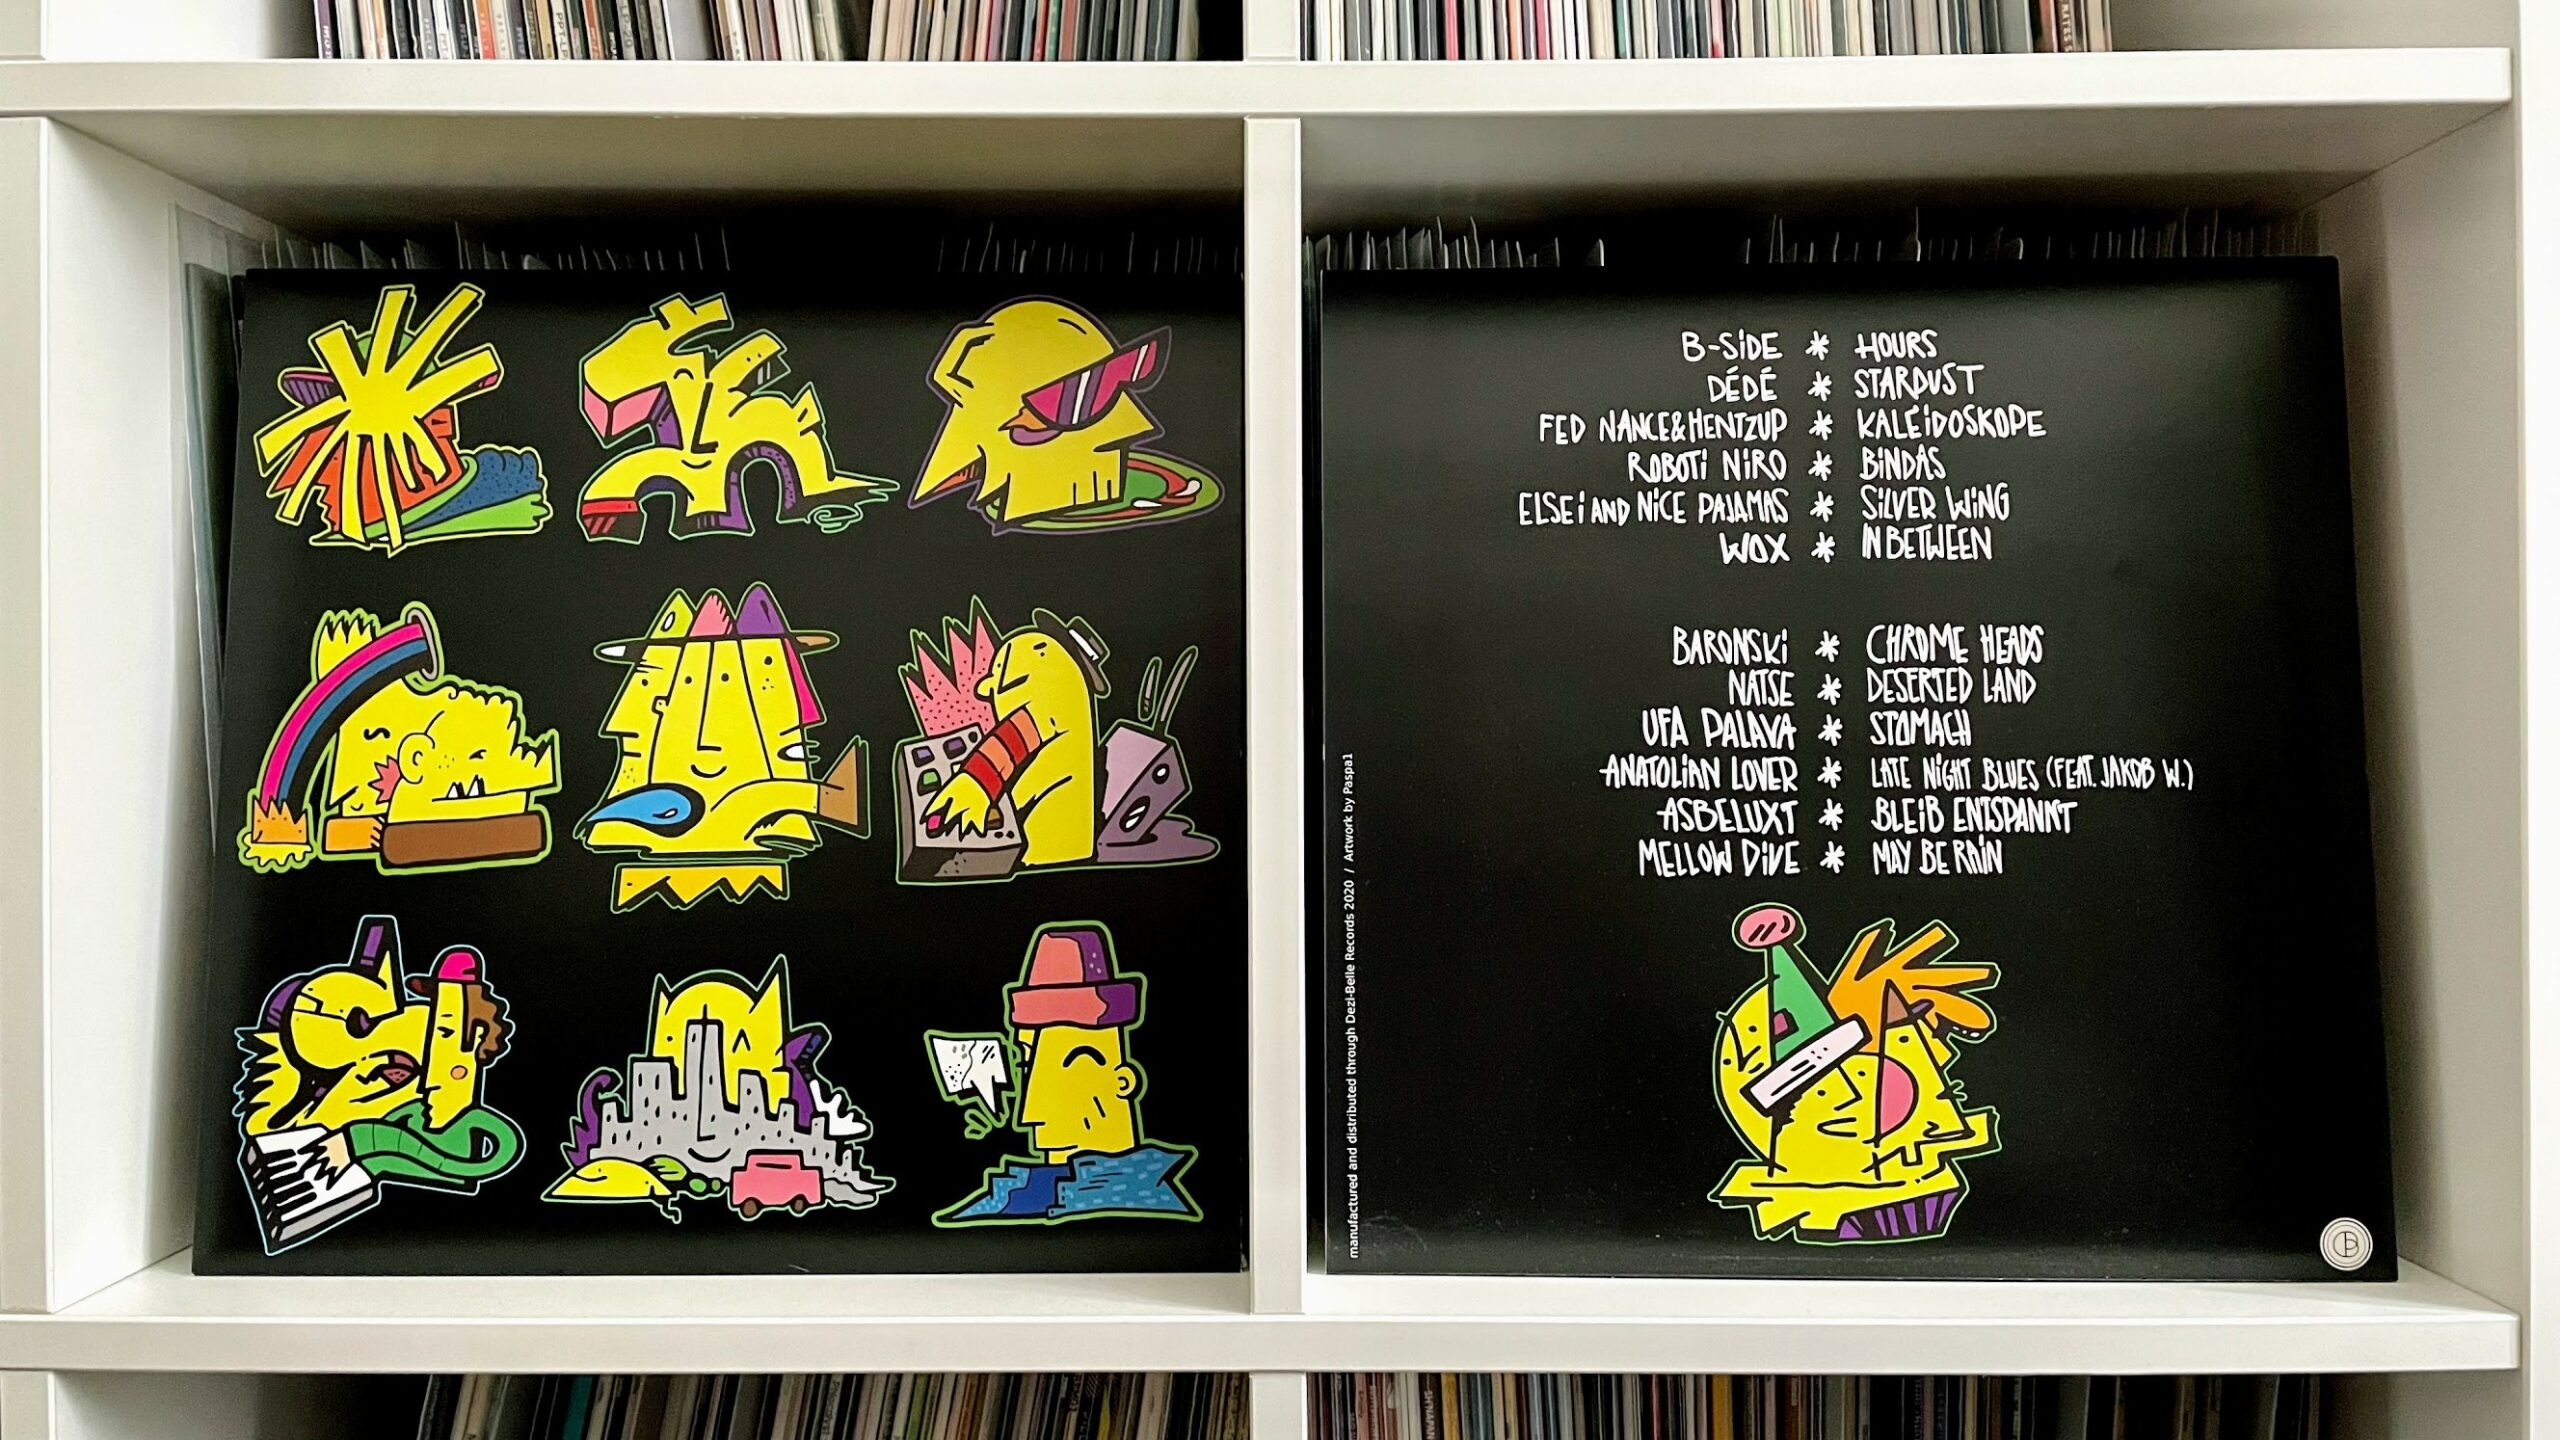 B-SiDE * HOURS
DÉDÉ * STARDUST
FED NANCE&HENTZUP * KALEiDOSKOPE
ROBOTi NiRO * BiNDAS
ELSEi AND NiCE PAJAMAS * SiLVER WiNG
WOX * IN BETWEEN
BARONSKi * CHROME HEADS
NATSE * DESERTED LAND
UFA PALAVA * STOMACH
ANATOLiAN LOVER * LATE NiGHT BLUES (FEAT. JAKOB W.)
ASBELUXT * BLEiB ENTSPANNT
MELLOW DiVE * MAY BE RAiN
manufactured and distributed through Dezi-Belle Records 2020 / Artwork by Paspa1